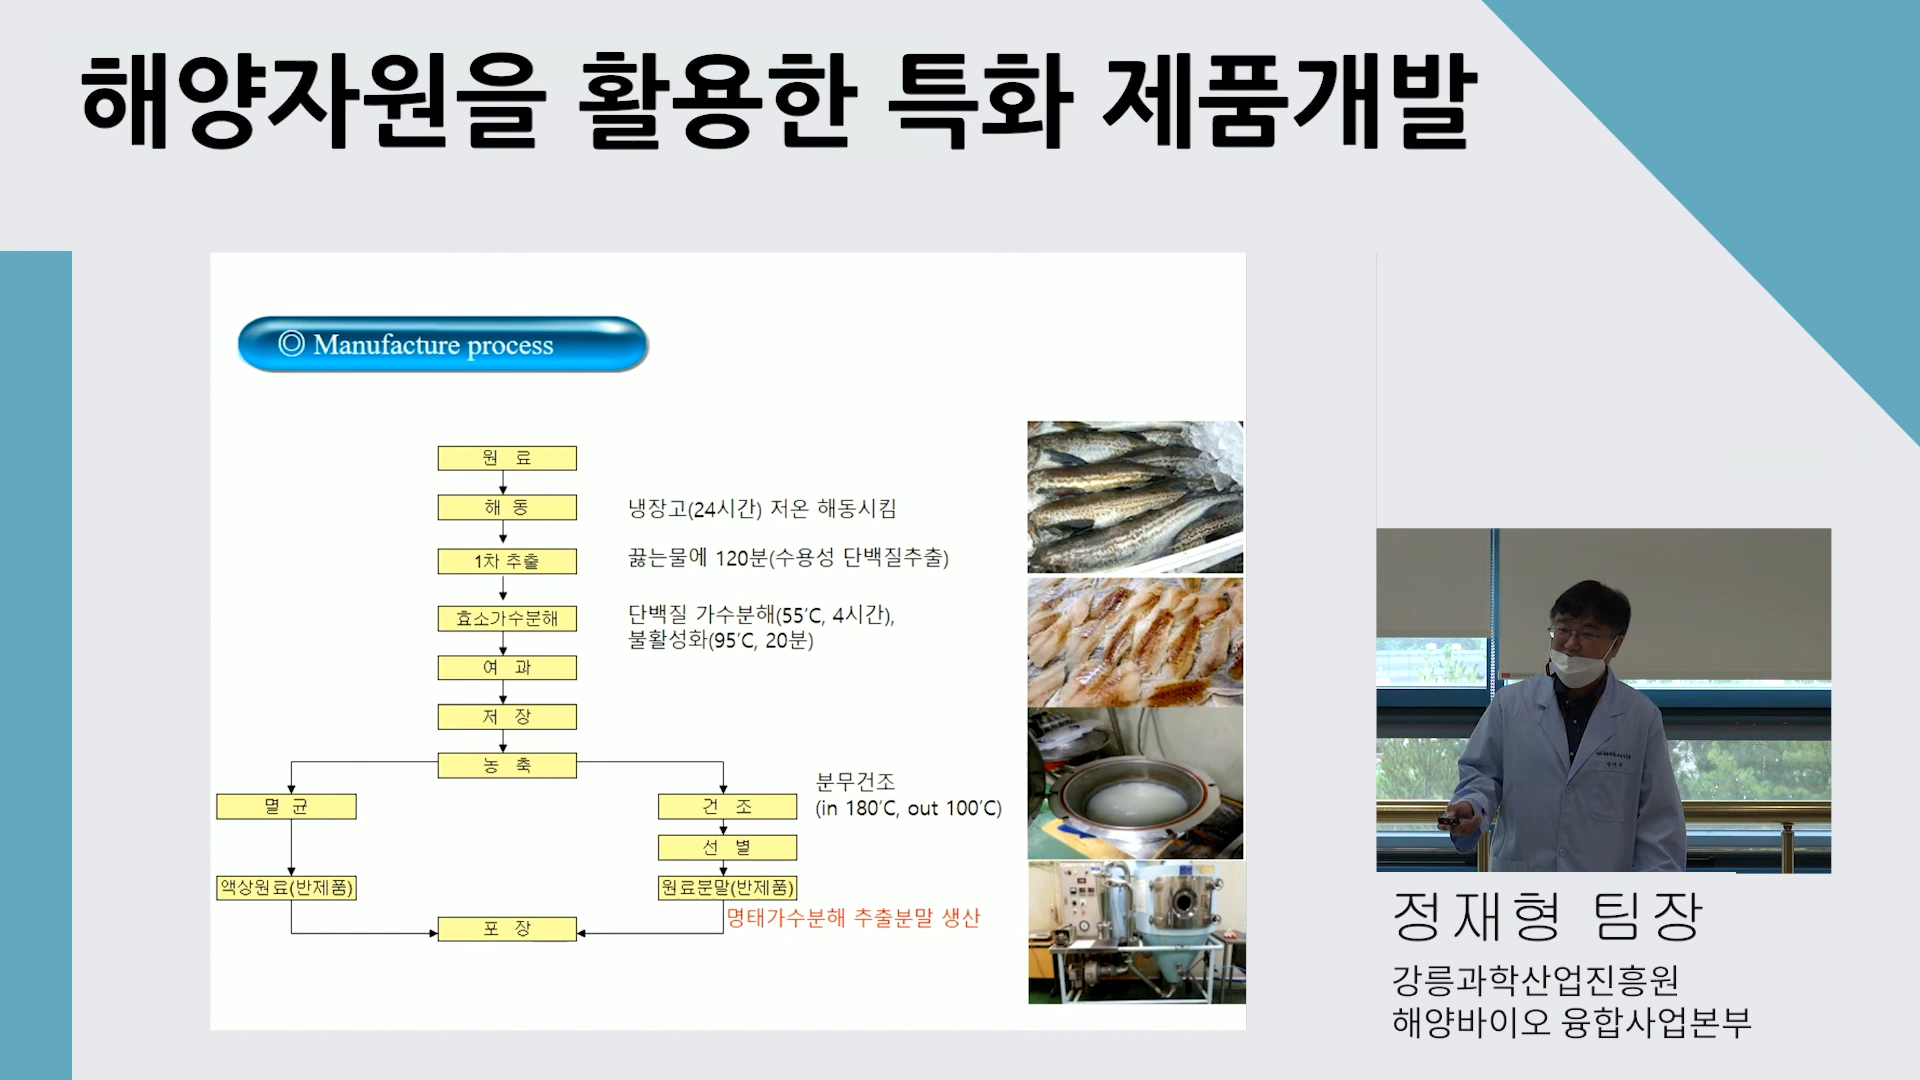 해양자원을 활용한 특화 제품개발
◎ Manufacture process
원 료
해 동
냉장고(24시간) 저온 해동시킴
1차 추출
끓는물에 120분(수용성 단백질추출)
효소가수분해
단백질 가수분해(55℃, 4시간),
불활성화(95℃, 20분)
여 과
저 장
농 축
멸 균
건 조
분무건조
(in 180℃, out 100℃)
선 별
액상원료(반제품)
원료분말(반제품)
명태가수분해 추출분말 생산
포 장
정재형 팀장
강릉과학산업진흥원
해양바이오 융합사업본부